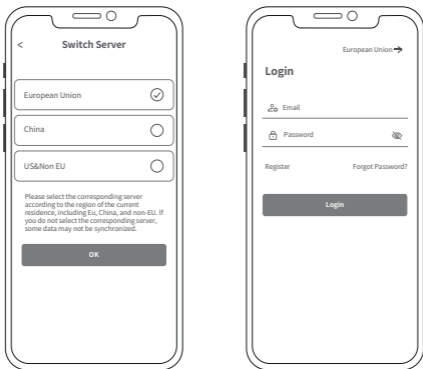 < Switch Server
European Union
China
US&Non EU
Please select the corresponding server
according to the region of the current
residence, including Eu, China, and non-EU. If
you do not select the corresponding server,
some data may not be synchronized.
OK
European Union
Login
Email
Password
Register Forgot Password?
Login